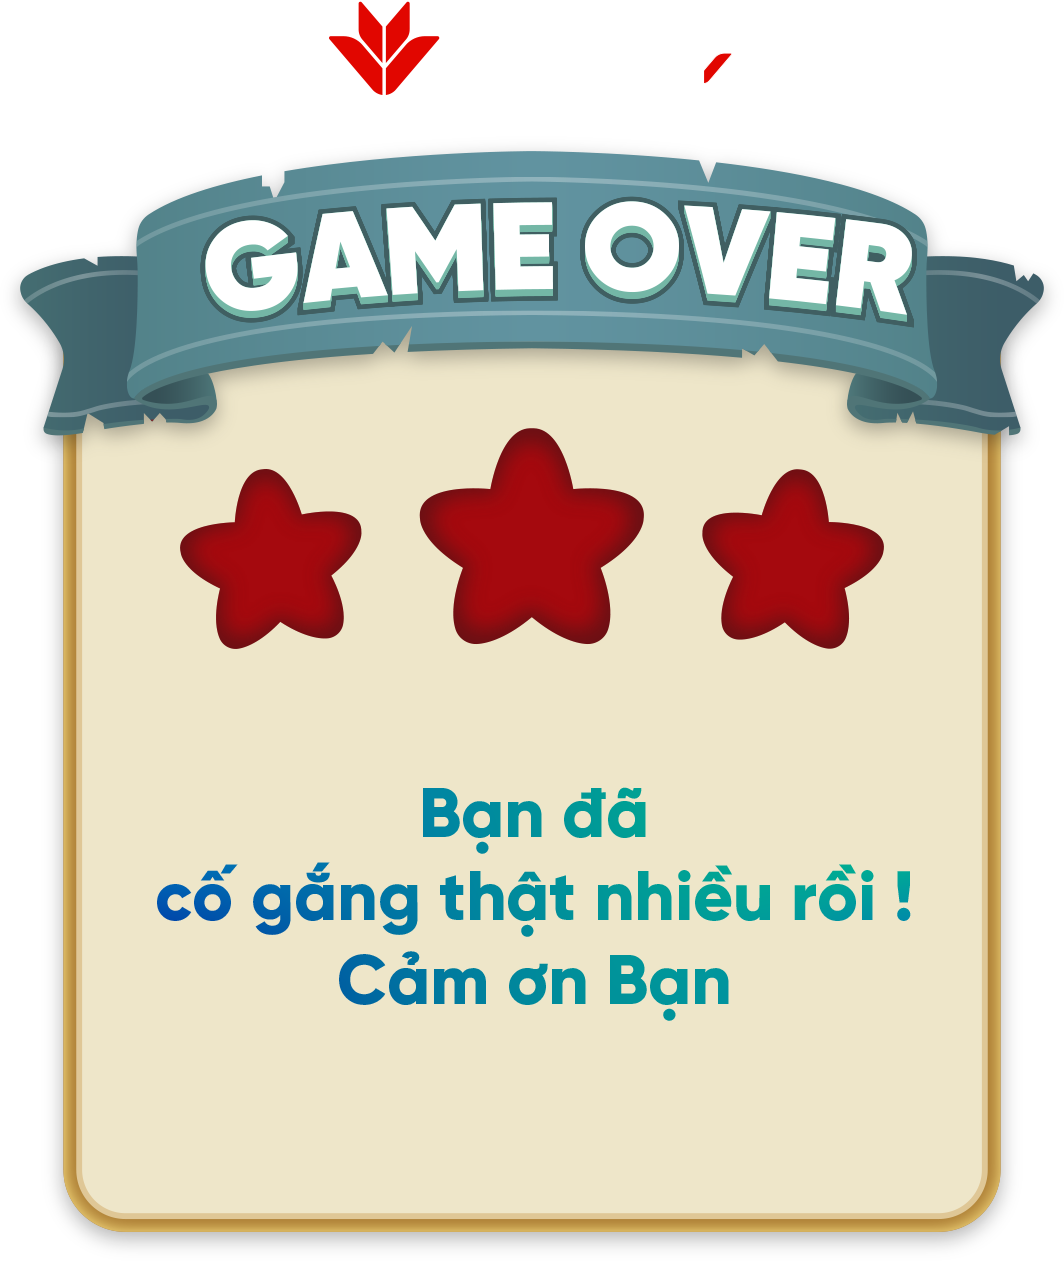 GAME OVER
Bạn đã
cố gắng thật nhiều rồi !
Cảm ơn Bạn